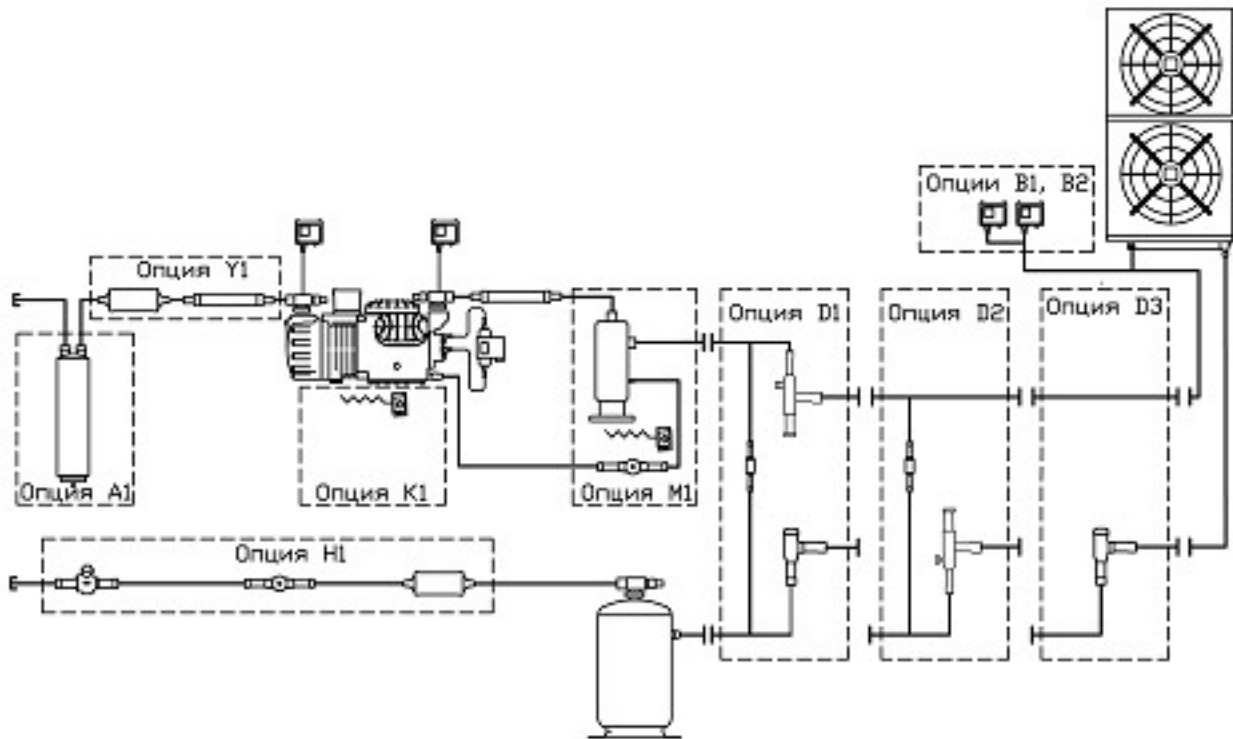 Опции B1, B2
Опция Y1
Опция D1
Опция D2
Опция D3
Опция A1
Опция K1
Опция M1
Опция H1